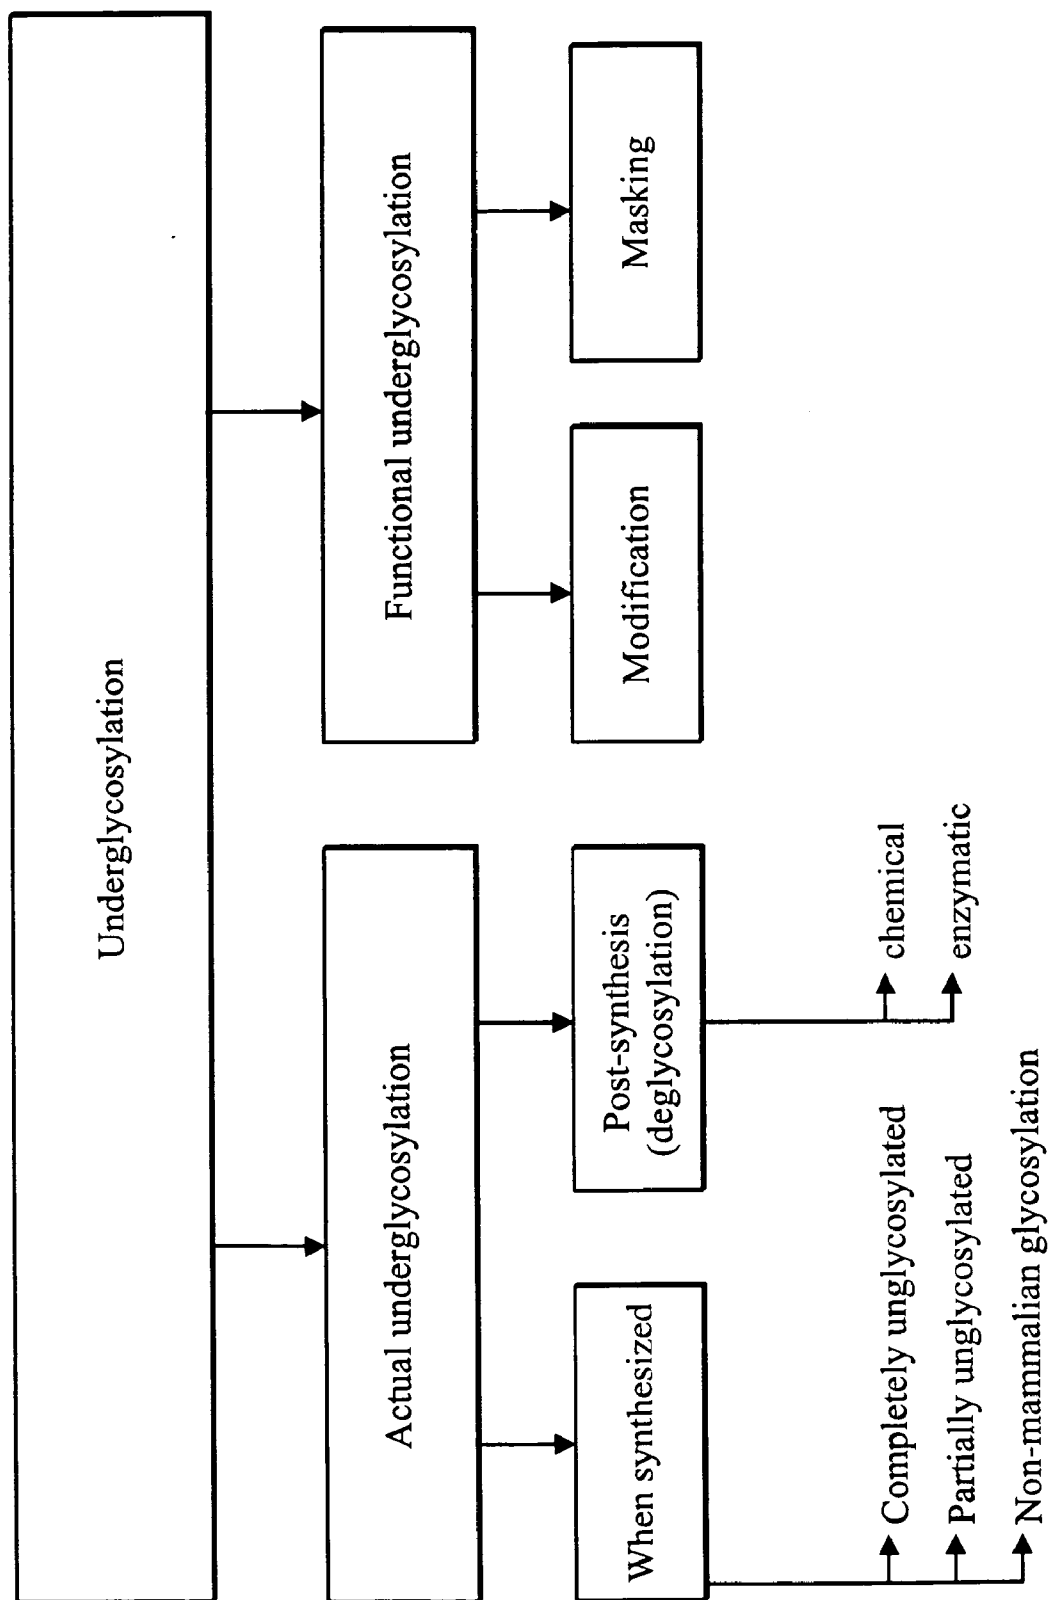 Underglycosylation
Actual underglycosylation
Functional underglycosylation
When synthesized
Post-synthesis
(deglycosylation)
Modification
Masking
Completely unglycosylated
Partially unglycosylated
Non-mammalian glycosylation
chemical
enzymatic